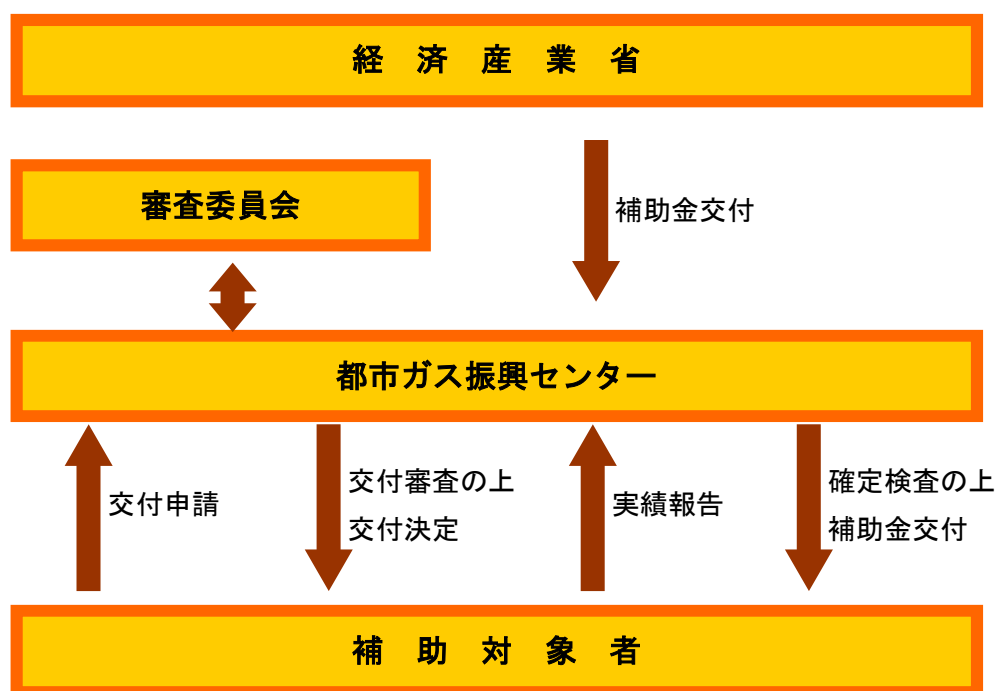 経済産業省
審査委員会
補助金交付
都市ガス振興センター
交付申請
交付審査の上
交付決定
実績報告
確定検査の上
補助金交付
補助対象者